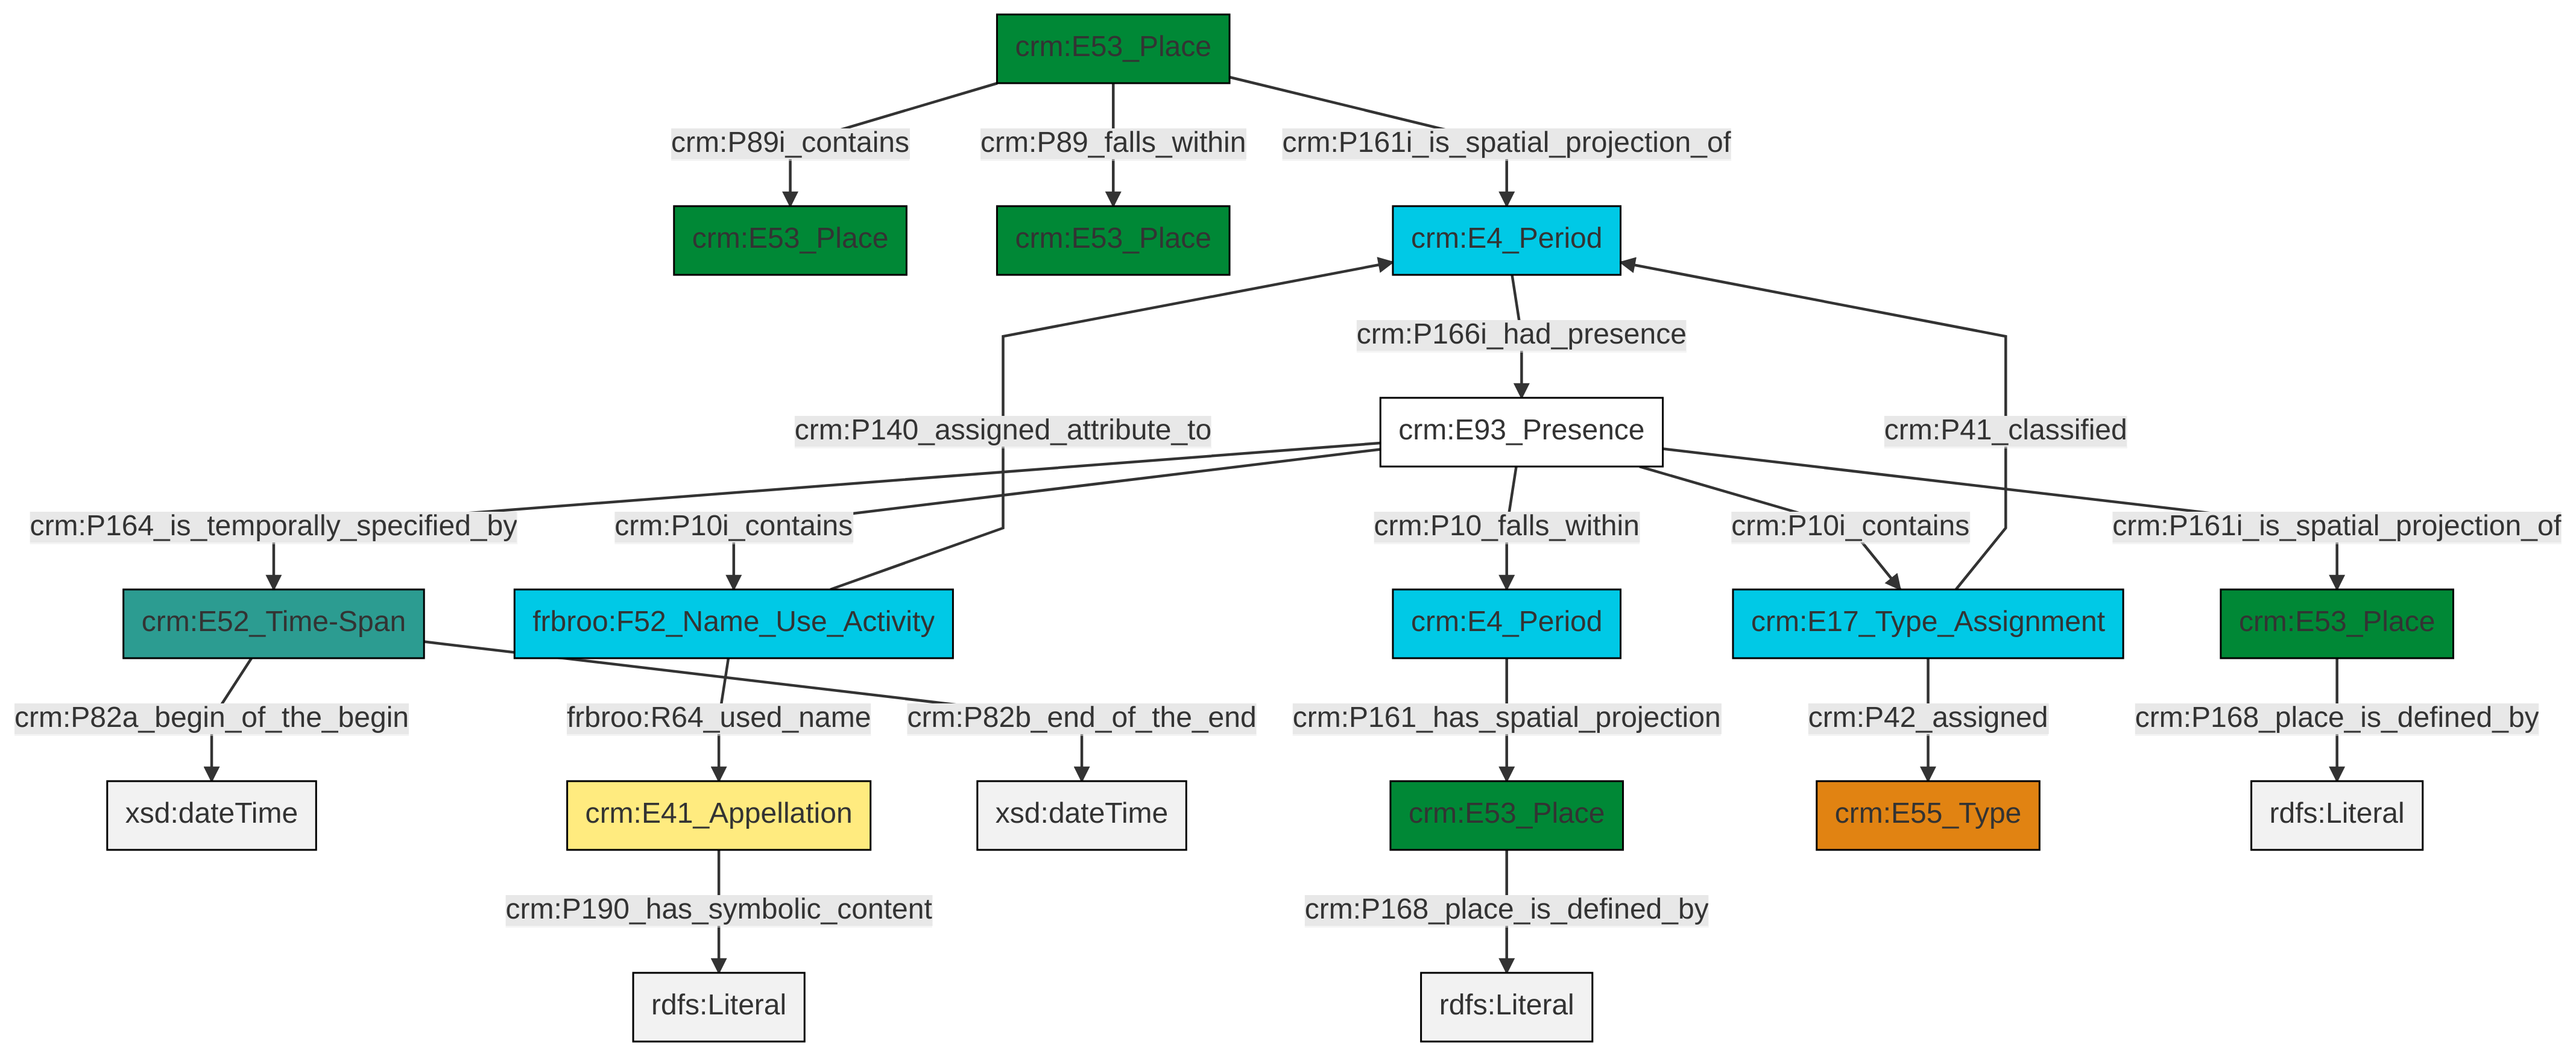 crm:E53_Place
crm:P89i_contains
crm:P89_falls_within
crm:P161i_is_spatial_projection_of
crm:E53_Place
crm:E53_Place
crm:E4_Period
crm:P166i_had_presence
crm:P140_assigned_attribute_to
crm:E93_Presence
crm:P41_classified
crm:P164_is_temporally_specified_by
crm:P10i_contains
crm:P10_falls_within
crm:P10i_contains
crm:P161i_is_spatial_projection_of
crm:E52_Time-Span
frbroo:F52_Name_Use_Activity
crm:E4_Period
crm:E17_Type_Assignment
crm:E53_Place
crm:P82a_begin_of_the_begin
frbroo:R64_used_name
crm:P82b_end_of_the_end
crm:P161_has_spatial_projection
crm:P42_assigned
crm:P168_place_is_defined_by
xsd:dateTime
crm:E41_Appellation
xsd:dateTime
crm:E53_Place
crm:E55_Type
rdfs:Literal
crm:P190_has_symbolic_content
crm:P168_place_is_defined_by
rdfs:Literal
rdfs:Literal